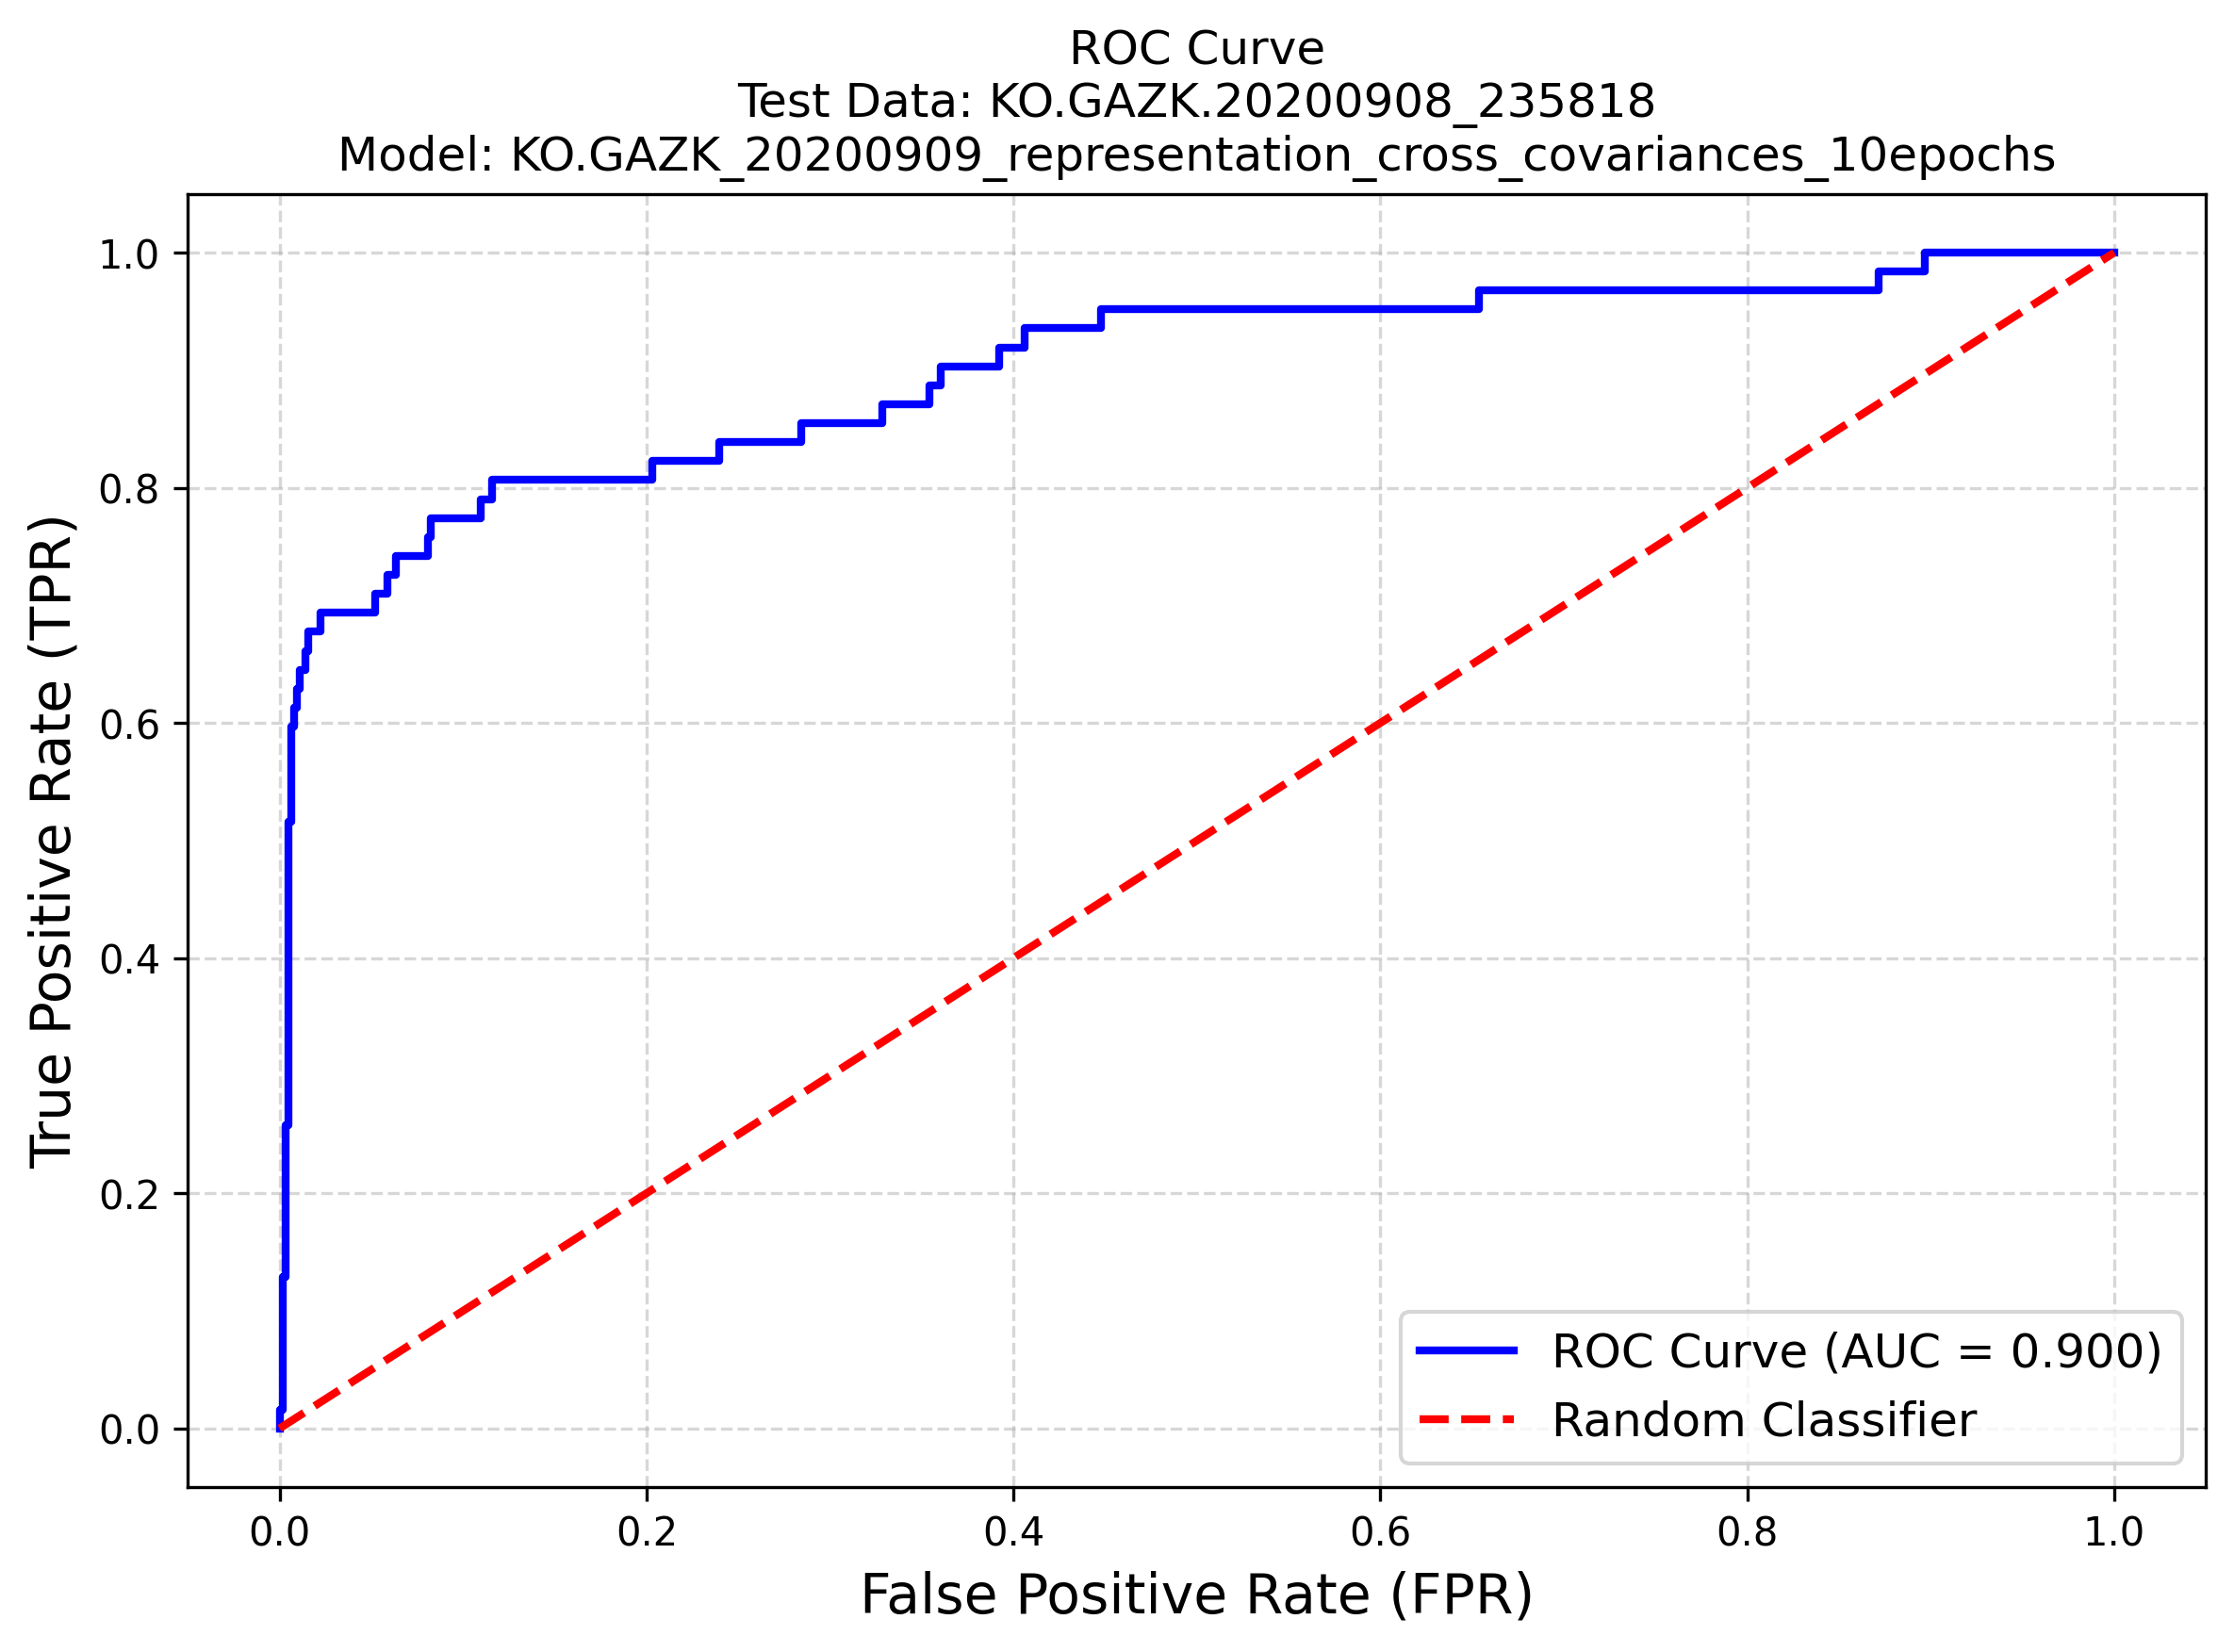 ROC Curve
Test Data: KO.GAZK.20200908_235818
Model: KO.GAZK_20200909_representation_cross_covariances_10epochs
True Positive Rate (TPR)
1.0
0.8
0.6
0.4
0.2
0.0
ROC Curve (AUC = 0.900)
Random Classifier
0.0 0.2 0.4 0.6 0.8 1.0
False Positive Rate (FPR)